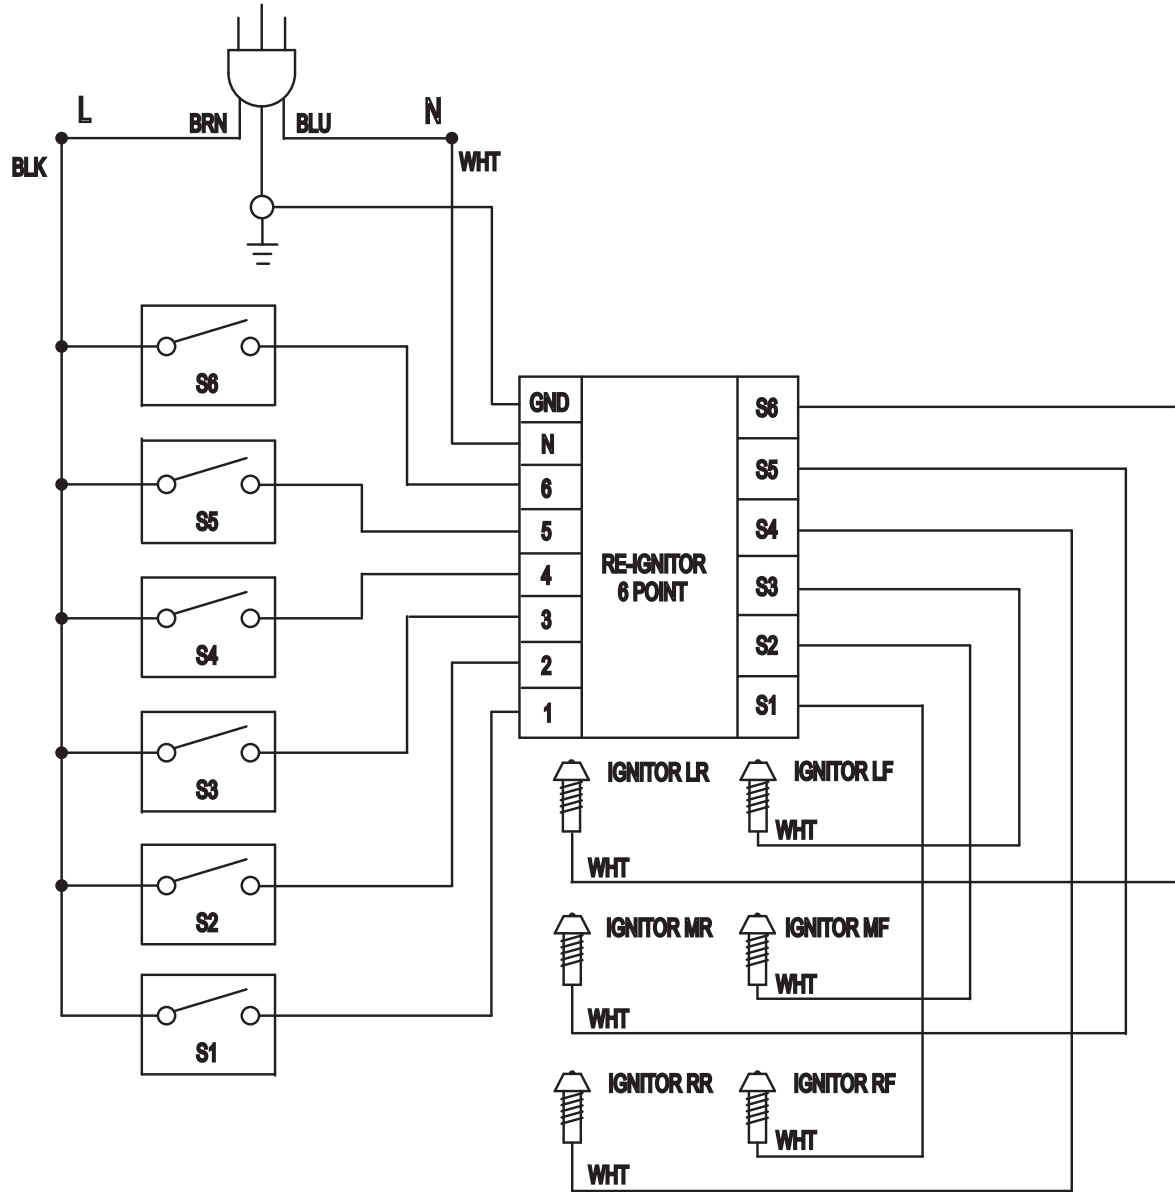 L
BRN
BLU
N
BLK
WHT
S6
S5
S4
S3
S2
S1
GND
N
6
5
4
3
2
1
RE-IGNITOR
6 POINT
S6
S5
S4
S3
S2
S1
IGNITOR LR
IGNITOR LF
WHT
WHT
IGNITOR MR
IGNITOR MF
WHT
WHT
IGNITOR RR
IGNITOR RF
WHT
WHT